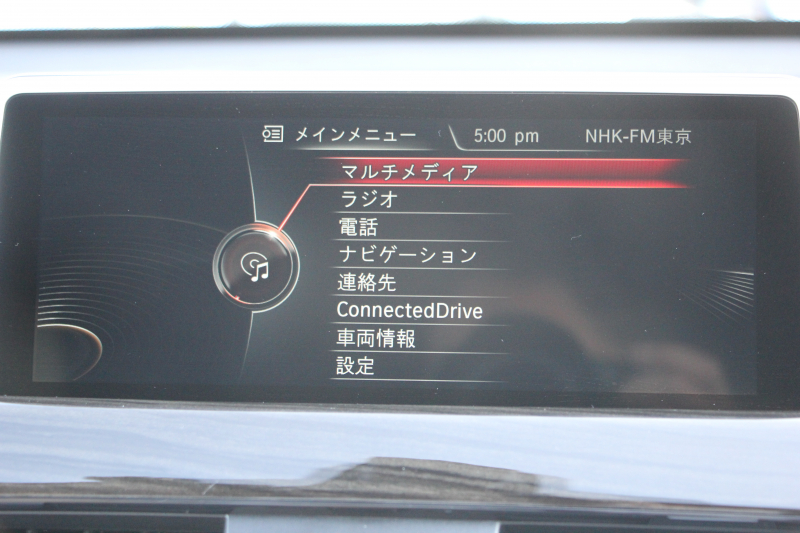 メインメニュー 5:00 pm NHK-FM東京
マルチメディア
ラジオ
電話
ナビゲーション
連絡先
ConnectedDrive
車両情報
設定